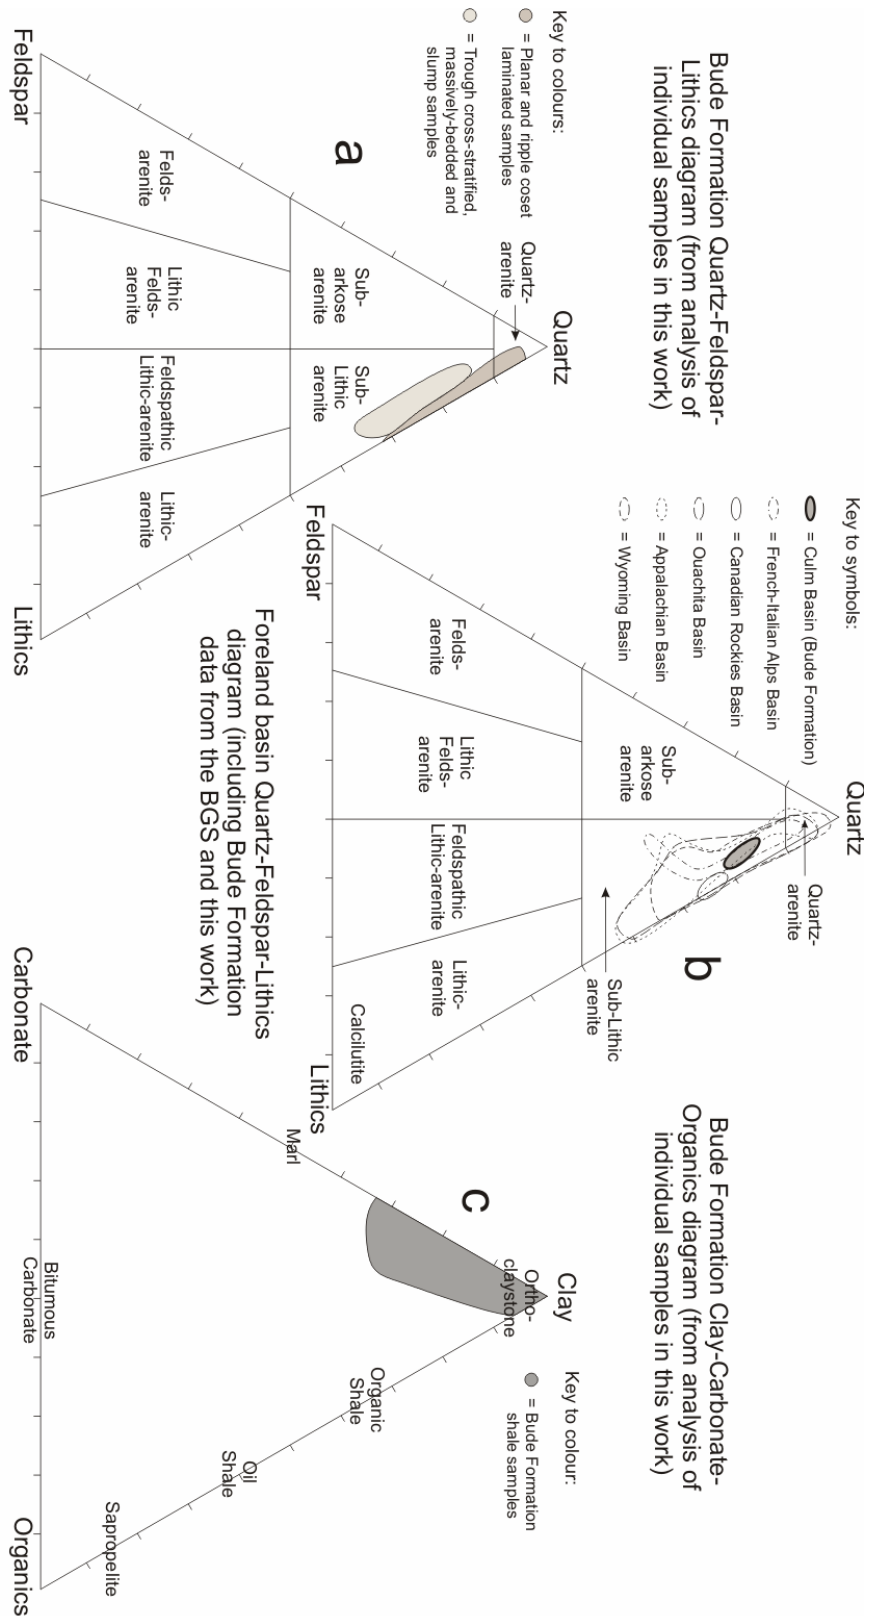 Bude Formation Quartz-Feldspar-
Lithics diagram (from analysis of
individual samples in this work)
Key to colours:
= Planar and ripple coset
laminated samples
= Trough cross-stratified,
massively-bedded and
slump samples
a
Quartz
Quartz-
arenite
Sub-
arkose
arenite
Sub-
Lithic
arenite
Felds-
arenite
Lithic
Felds-
arenite
Feldspathic
Lithic-arenite
Lithic-
arenite
Feldspar
Lithics
Key to symbols:
= Culm Basin (Bude Formation)
= French-Italian Alps Basin
= Canadian Rockies Basin
= Ouachita Basin
= Appalachian Basin
= Wyoming Basin
b
Quartz
Quartz-
arenite
Sub-
arkose
arenite
Sub-Lithic
arenite
Felds-
arenite
Lithic
Felds-
arenite
Feldspathic
Lithic-arenite
Lithic-
arenite
Calcilutite
Feldspar
Lithics
Foreland basin Quartz-Feldspar-Lithics
diagram (including Bude Formation
data from the BGS and this work)
Bude Formation Clay-Carbonate-
Organics diagram (from analysis of
individual samples in this work)
Key to colour:
= Bude Formation
shale samples
c
Clay
Ortho-
claystone
Marl
Organic
Shale
Oil
Shale
Sapropelite
Bitumous
Carbonate
Carbonate
Organics